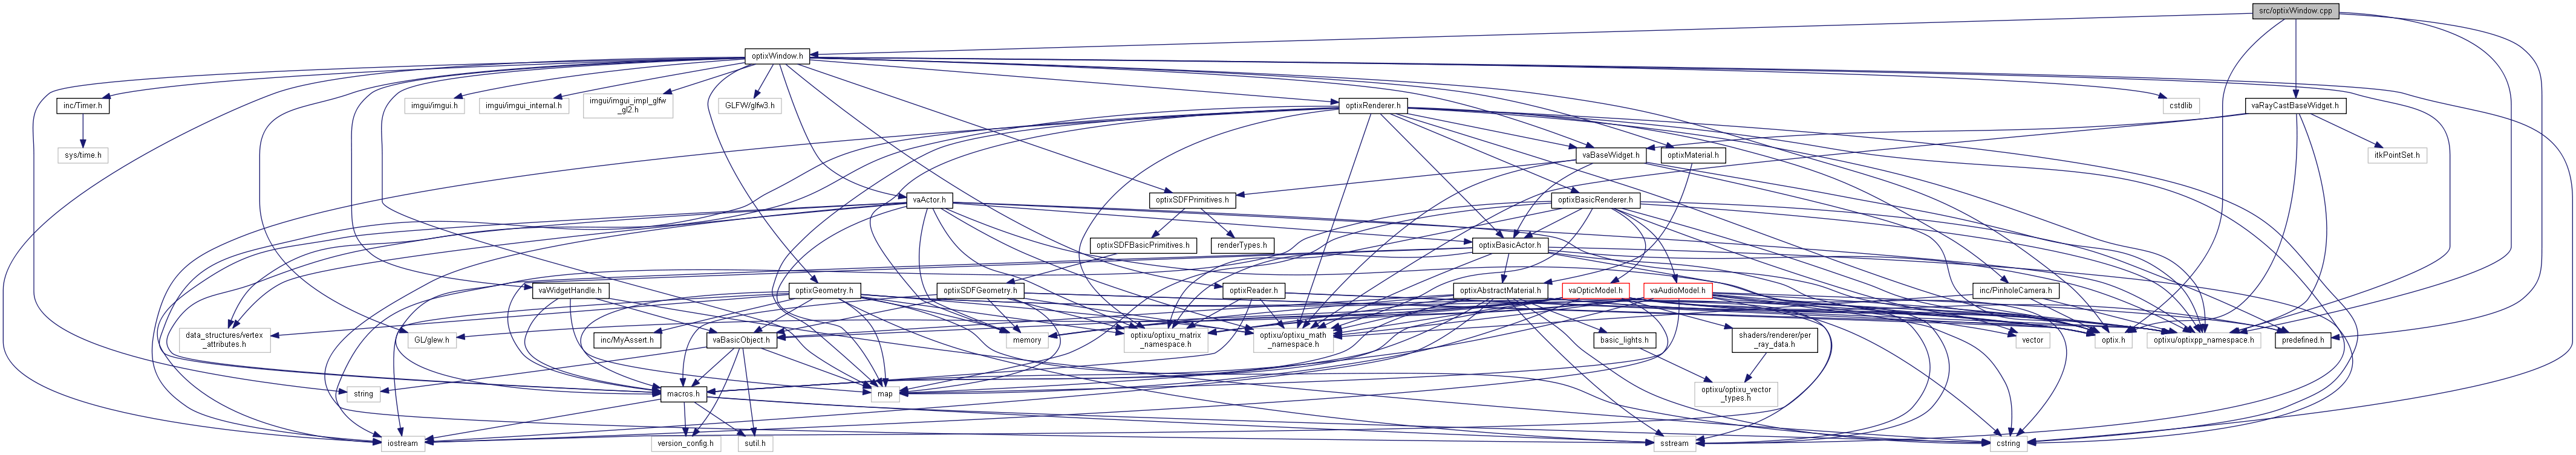 src/optixWindow.cpp
optixWindow.h
inc/Timer.h
imgui/imgui.h
imgui/imgui_internal.h
imgui/imgui_impl_glfw
_gl2.h
GLFW/glfw3.h
optixRenderer.h
cstdlib
vaRayCastBaseWidget.h
sys/time.h
vaBaseWidget.h
optixMaterial.h
itkPointSet.h
vaActor.h
optixSDFPrimitives.h
optixBasicRenderer.h
optixSDFBasicPrimitives.h
renderTypes.h
optixBasicActor.h
vaWidgetHandle.h
optixGeometry.h
optixSDFGeometry.h
optixReader.h
optixAbstractMaterial.h
vaOpticModel.h
vaAudioModel.h
inc/PinholeCamera.h
data_structures/vertex
_attributes.h
GL/glew.h
inc/MyAssert.h
vaBasicObject.h
memory
optixu/optixu_matrix
_namespace.h
optixu/optixu_math
_namespace.h
basic_lights.h
shaders/renderer/per
_ray_data.h
vector
optix.h
optixu/optixpp_namespace.h
predefined.h
string
macros.h
map
optixu/optixu_vector
_types.h
iostream
version_config.h
sutil.h
sstream
cstring